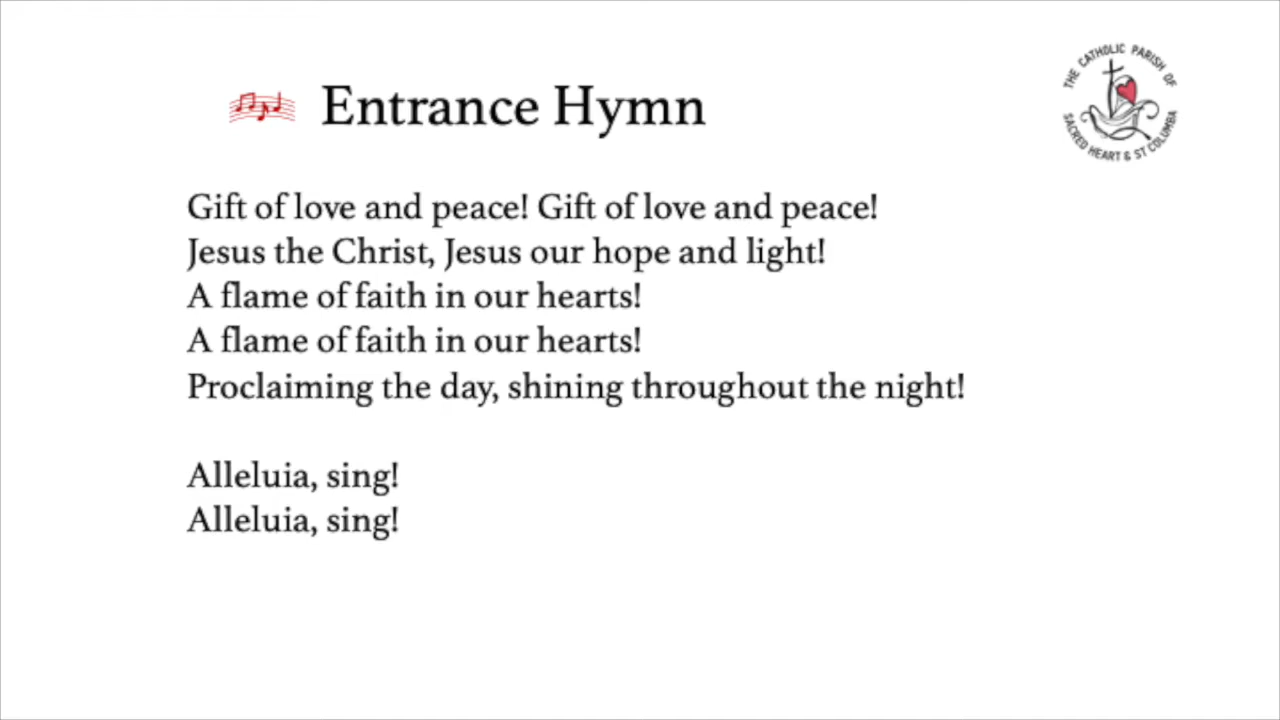 Entrance Hymn
THE CATHOLIC PARISH OF
SACRED HEART & ST COLUMBA
Gift of love and peace! Gift of love and peace!
Jesus the Christ, Jesus our hope and light!
A flame of faith in our hearts!
A flame of faith in our hearts!
Proclaiming the day, shining throughout the night!
Alleluia, sing!
Alleluia, sing!